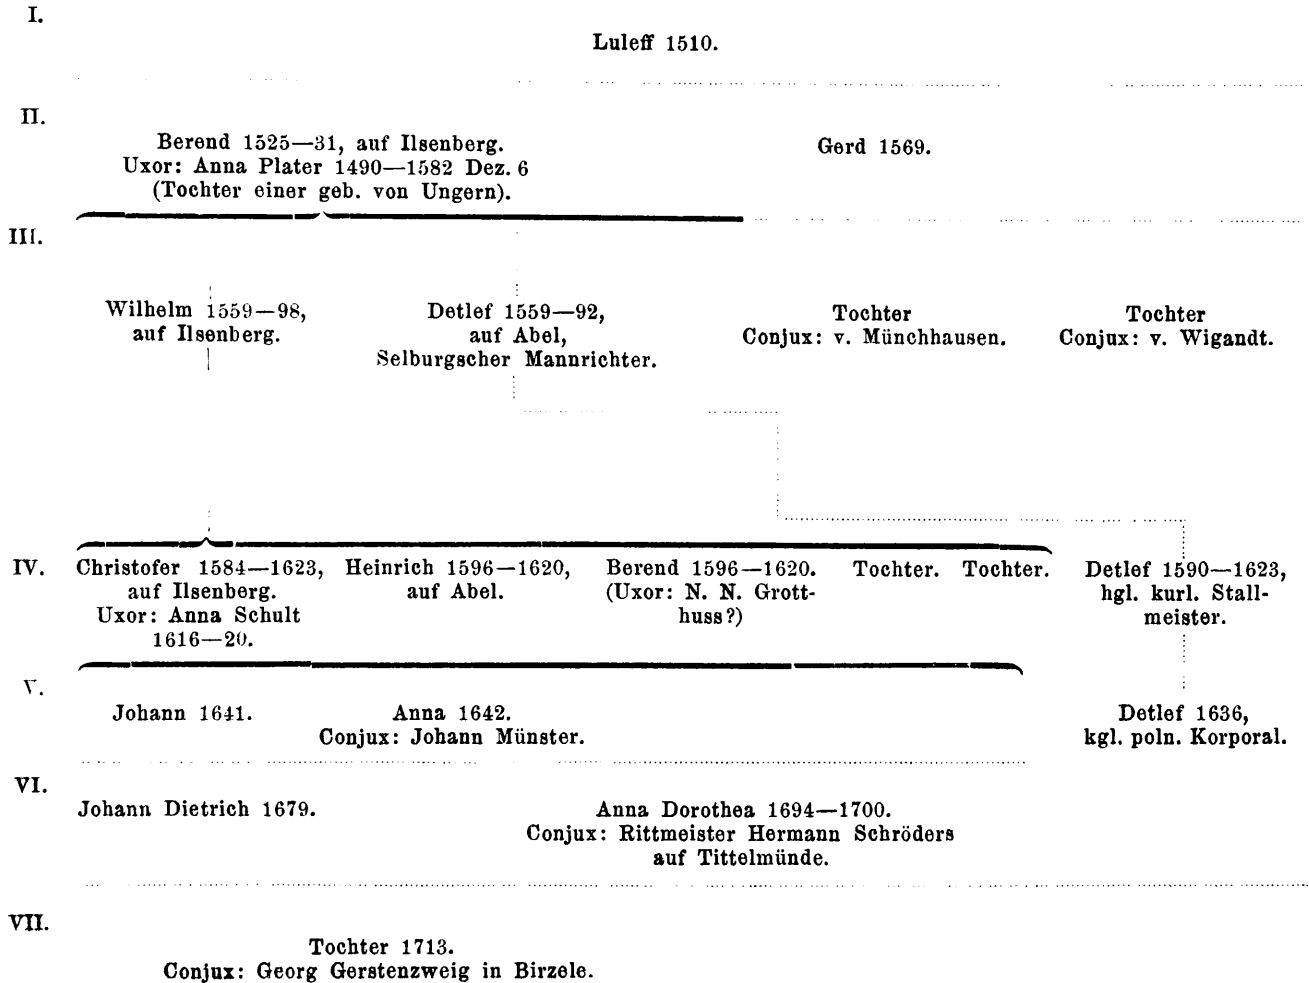 I.
Luleff 1510.
II.
Berend 1525—31, auf Ilsenberg.
Uxor: Anna Plater 1490—1582 Dez. 6
(Tochter einer geb. von Ungern).
Gerd 1569.
III.
Wilhelm 1559—98,
auf Ilsenberg.
Detlef 1559—92,
auf Abel,
Selburgscher Mannrichter.
Tochter
Conjux: v. Münchhausen.
Tochter
Conjux: v. Wigandt.
IV.
Christofer 1584—1623,
auf Ilsenberg.
Uxor: Anna Schult
1616—20.
Heinrich 1596—1620,
auf Abel.
Berend 1596—1620.
(Uxor: N. N. Grott-
huss?)
Tochter.
Tochter.
Detlef 1590—1623,
hgl. kurl. Stall-
meister.
V.
Johann 1641.
Anna 1642.
Conjux: Johann Münster.
Detlef 1636,
kgl. poln. Korporal.
VI.
Johann Dietrich 1679.
Anna Dorothea 1694—1700.
Conjux: Rittmeister Hermann Schröders
auf Tittelmünde.
VII.
Tochter 1713.
Conjux: Georg Gerstenzweig in Birzele.